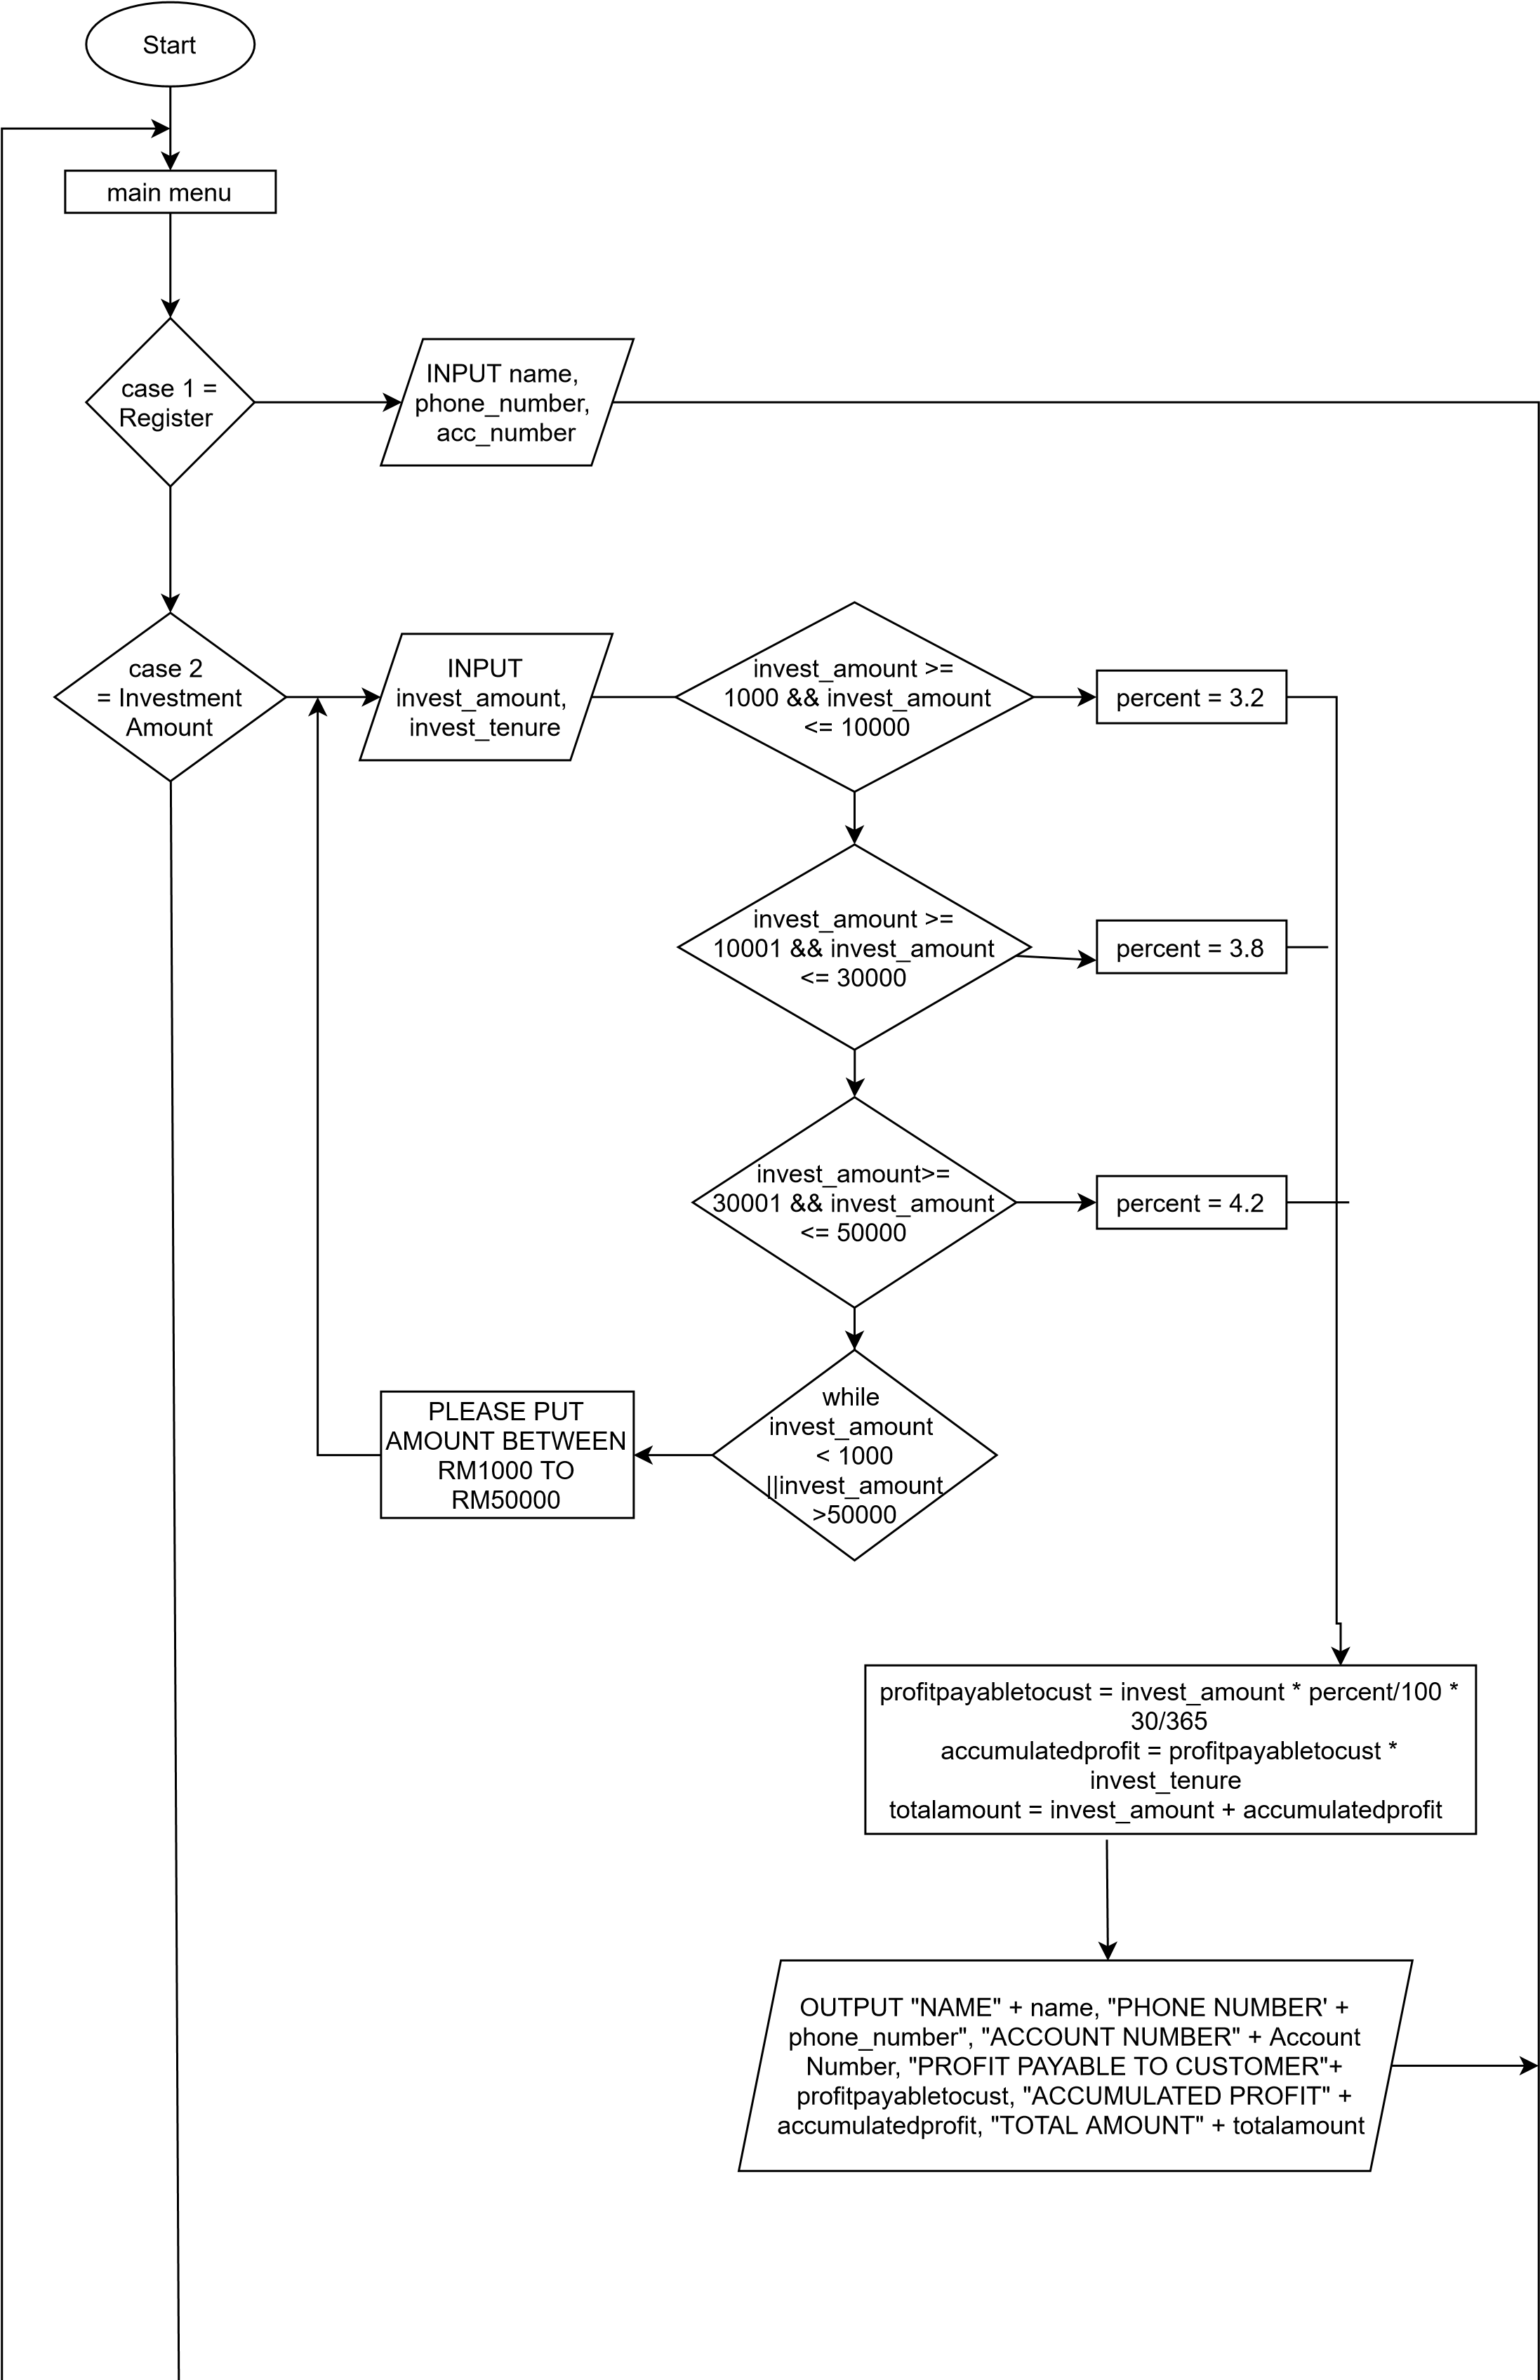 Start
main menu
case 1 =
Register
INPUT name,
phone_number,
acc_number
case 2
= Investment
Amount
INPUT
invest_amount,
invest_tenure
invest_amount >=
1000 && invest_amount
<= 10000
percent = 3.2
invest_amount >=
10001 && invest_amount
<= 30000
percent = 3.8
invest_amount>=
30001 && invest_amount
<= 50000
percent = 4.2
while
invest_amount
< 1000
||invest_amount
>50000
PLEASE PUT
AMOUNT BETWEEN
RM1000 TO
RM50000
profitpayabletocust = invest_amount * percent/100 *
30/365
accumulatedprofit = profitpayabletocust *
invest_tenure
totalamount = invest_amount + accumulatedprofit
OUTPUT "NAME" + name, "PHONE NUMBER' +
phone_number", "ACCOUNT NUMBER" + Account
Number, "PROFIT PAYABLE TO CUSTOMER"+
profitpayabletocust, "ACCUMULATED PROFIT" +
accumulatedprofit, "TOTAL AMOUNT" + totalamount